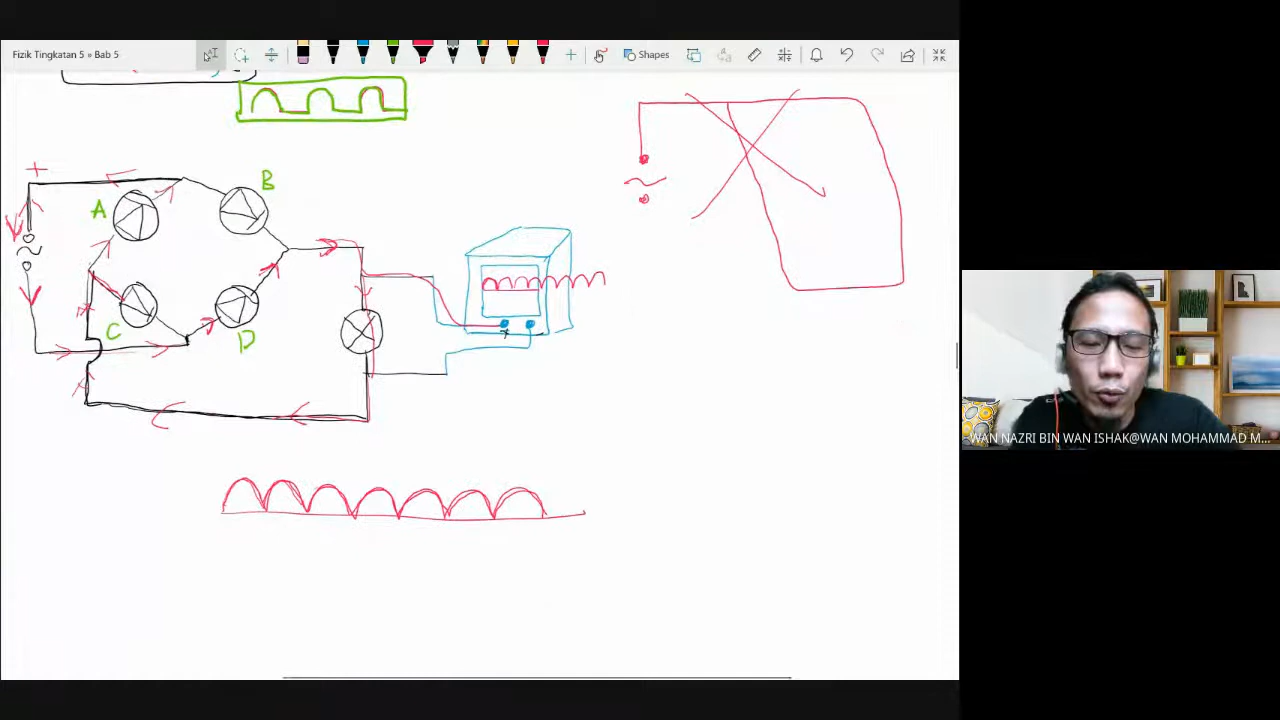 Fizik Tingkatan 5 » Bab 5
Shapes
+
B
A
C
D
WAN NAZRI BIN WAN ISHAK@WAN MOHAMMAD M...